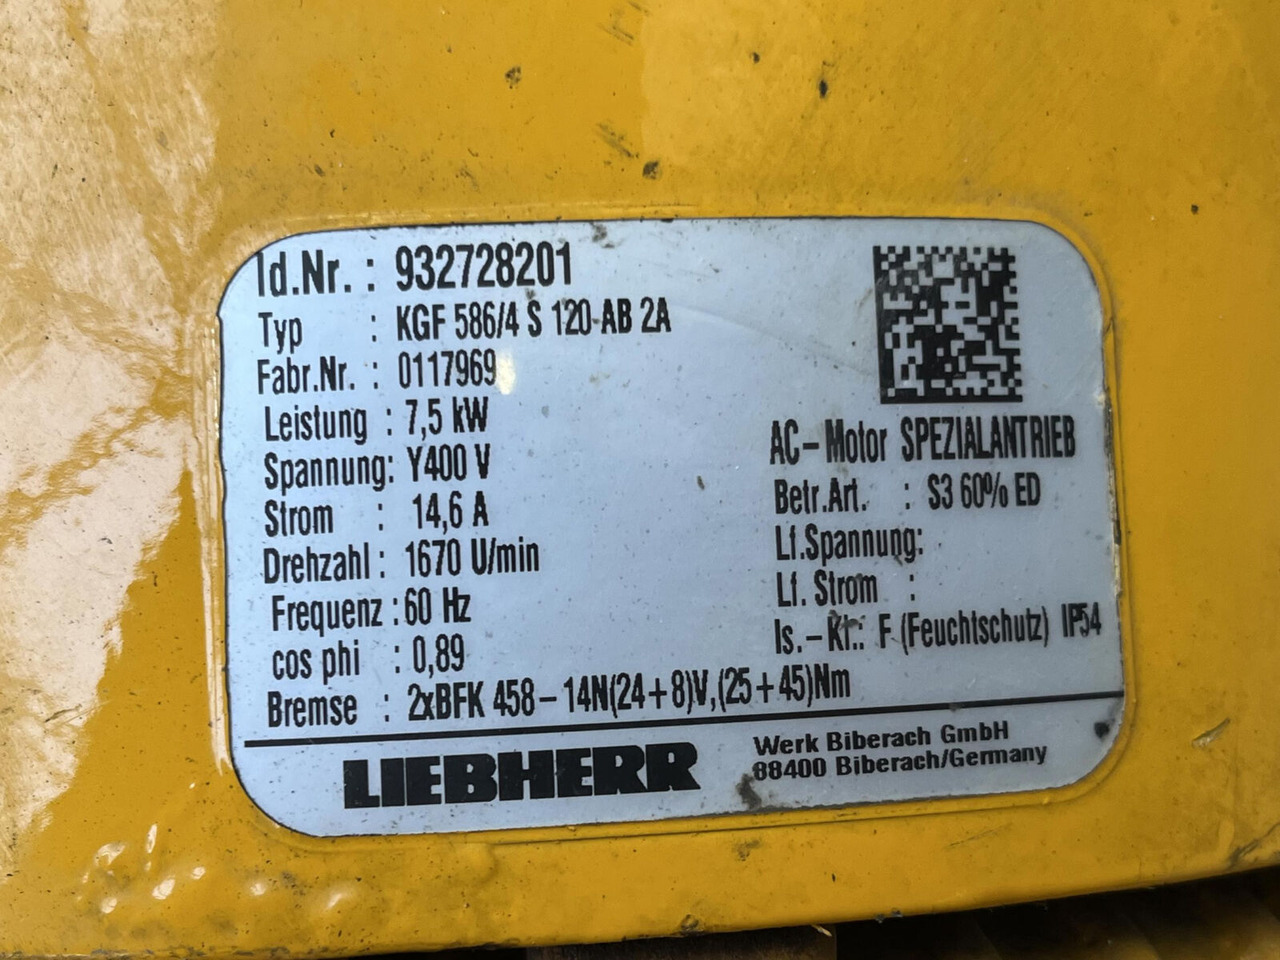 Id.Nr. : 932728201
Typ : KGF 586/4 S 120 AB 2A
Fabr.Nr. : 0117969
Leistung : 7,5 kW
Spannung: Y400 V
Strom : 14,6 A
Drehzahl : 1670 U/min
Frequenz : 60 Hz
cos phi : 0,89
Bremse : 2xBFK 458-14N(24+8)V,(25+45)Nm
AC-Motor SPEZIALANTRIEB
Betr.Art. : S3 60% ED
Lf.Spannung:
Lf. Strom :
Is.-Kl.: F (Feuchtschutz) IP54
LIEBHERR
Werk Biberach GmbH
88400 Biberach/Germany